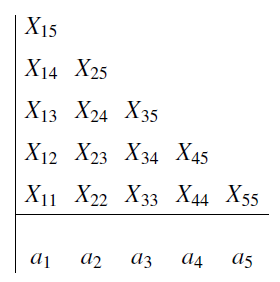 X₁₅
X₁₄ X₂₅
X₁₃ X₂₄ X₃₅
X₁₂ X₂₃ X₃₄ X₄₅
X₁₁ X₂₂ X₃₃ X₄₄ X₅₅
a₁ a₂ a₃ a₄ a₅